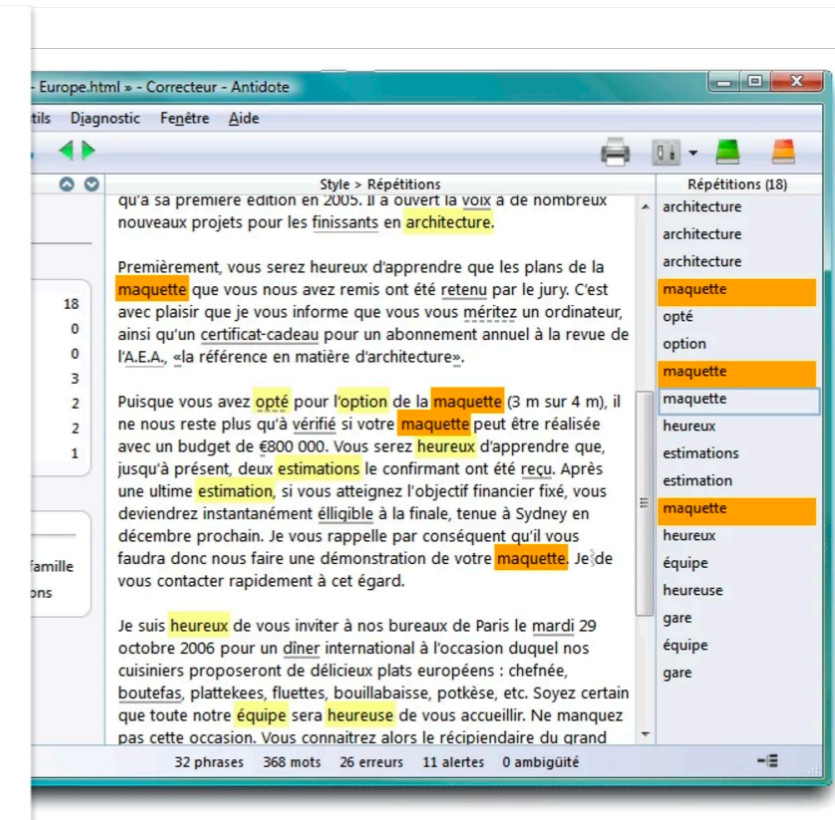 - Europe.html » - Correcteur - Antidote
tils Diagnostic Fenêtre Aide
Style > Répétitions
Répétitions (18)
qu'à sa première édition en 2005. Il a ouvert la voix à de nombreux
nouveaux projets pour les finissants en architecture.
Premièrement, vous serez heureux d'apprendre que les plans de la
maquette que vous nous avez remis ont été retenu par le jury. C'est
avec plaisir que je vous informe que vous vous méritez un ordinateur,
ainsi qu'un certificat-cadeau pour un abonnement annuel à la revue de
l'A.E.A., «la référence en matière d'architecture».
Puisque vous avez opté pour l'option de la maquette (3 m sur 4 m), il
ne nous reste plus qu'à vérifié si votre maquette peut être réalisée
avec un budget de €800 000. Vous serez heureux d'apprendre que,
jusqu'à présent, deux estimations le confirmant ont été reçu. Après
une ultime estimation, si vous atteignez l'objectif financier fixé, vous
deviendrez instantanément élligible à la finale, tenue à Sydney en
décembre prochain. Je vous rappelle par conséquent qu'il vous
faudra donc nous faire une démonstration de votre maquette. Je de
vous contacter rapidement à cet égard.
Je suis heureux de vous inviter à nos bureaux de Paris le mardi 29
octobre 2006 pour un dîner international à l'occasion duquel nos
cuisiniers proposeront de délicieux plats européens : chefnée,
boutefas, plattekees, fluettes, bouillabaisse, potkèse, etc. Soyez certain
que toute notre équipe sera heureuse de vous accueillir. Ne manquez
pas cette occasion. Vous connaitrez alors le récipiendaire du grand
18
0
0
3
2
2
1
famille
ons
architecture
architecture
architecture
maquette
opté
option
maquette
maquette
heureux
estimations
estimation
maquette
heureux
équipe
heureuse
gare
équipe
gare
32 phrases 368 mots 26 erreurs 11 alertes 0 ambigüité